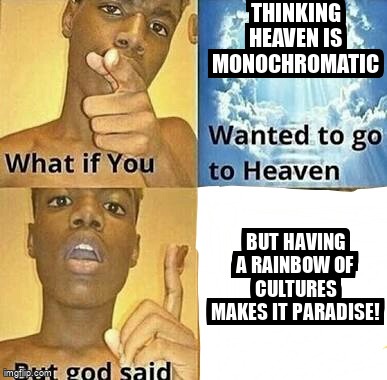 What if You
THINKING
HEAVEN IS
MONOCHROMATIC
Wanted to go
to Heaven
But god said
BUT HAVING
A RAINBOW OF
CULTURES
MAKES IT PARADISE!
imgflip.com